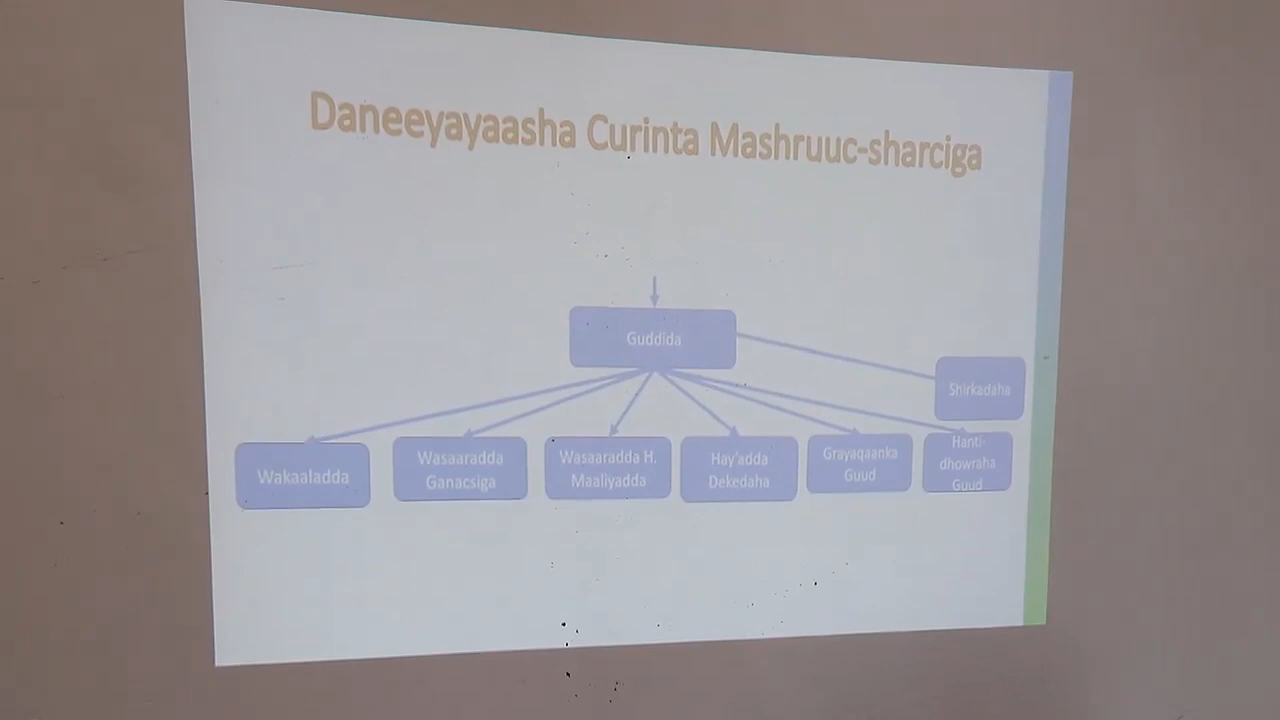 Daneeyayaasha Curinta Mashruuc-sharciga
Guddida
Shirkadaha
Wakaaladda
Wasaaradda
Ganacsiga
Wasaaradda H.
Maaliyadda
Hay'adda
Dekedaha
Grayaqaanka
Guud
Hanti-
dhowraha
Guud